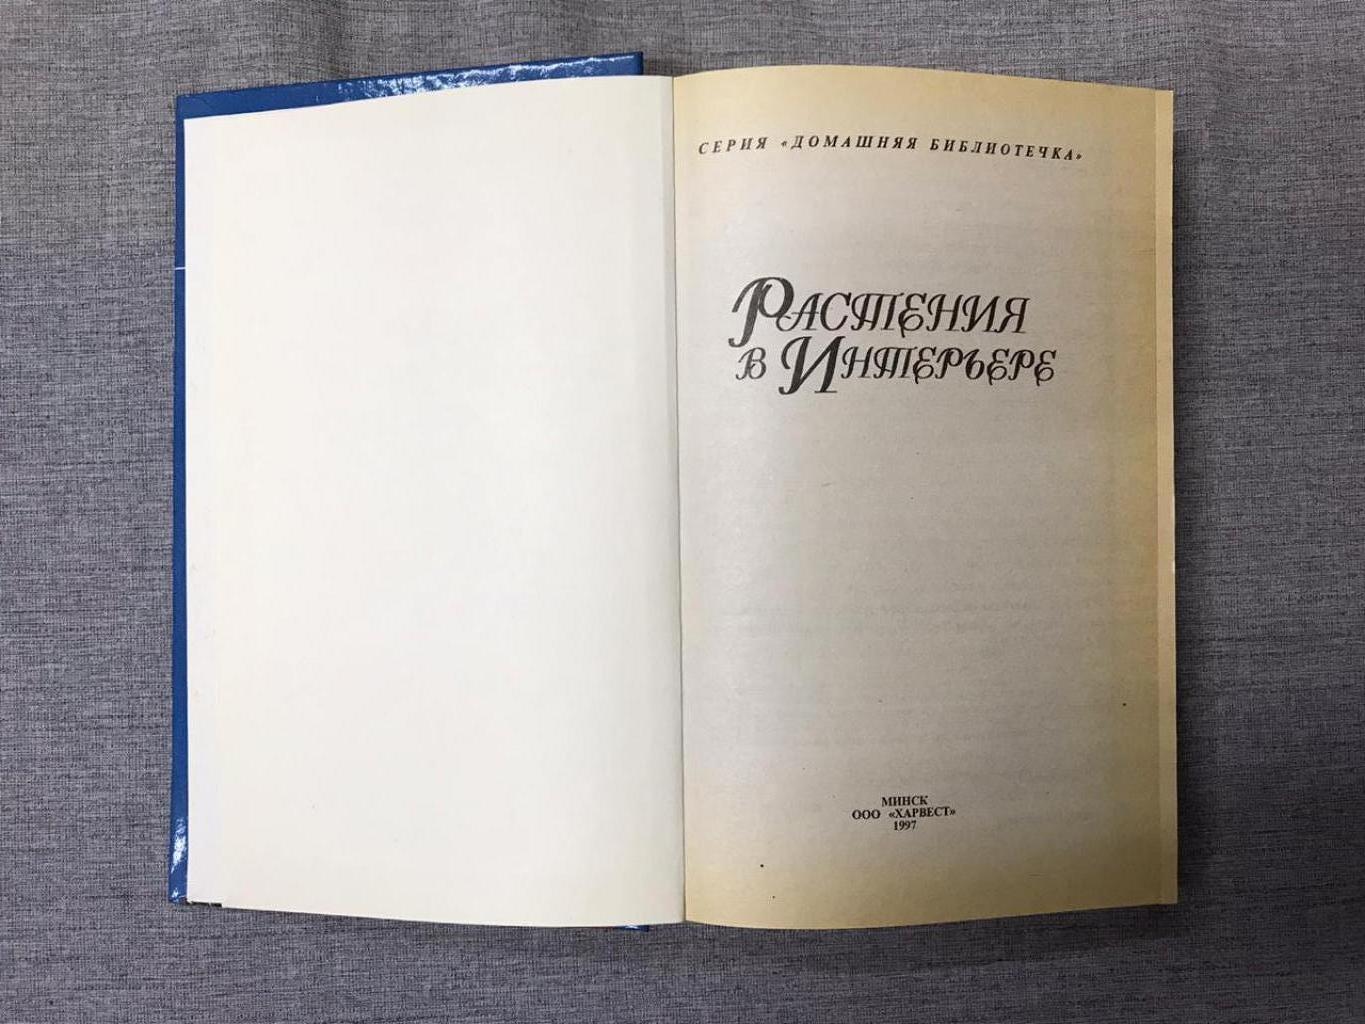 СЕРИЯ «ДОМАШНЯЯ БИБЛИОТЕЧКА»
РАСТЕНИЯ
В ИНТЕРЬЕРЕ
МИНСК
ООО «ХАРВЕСТ»
1997